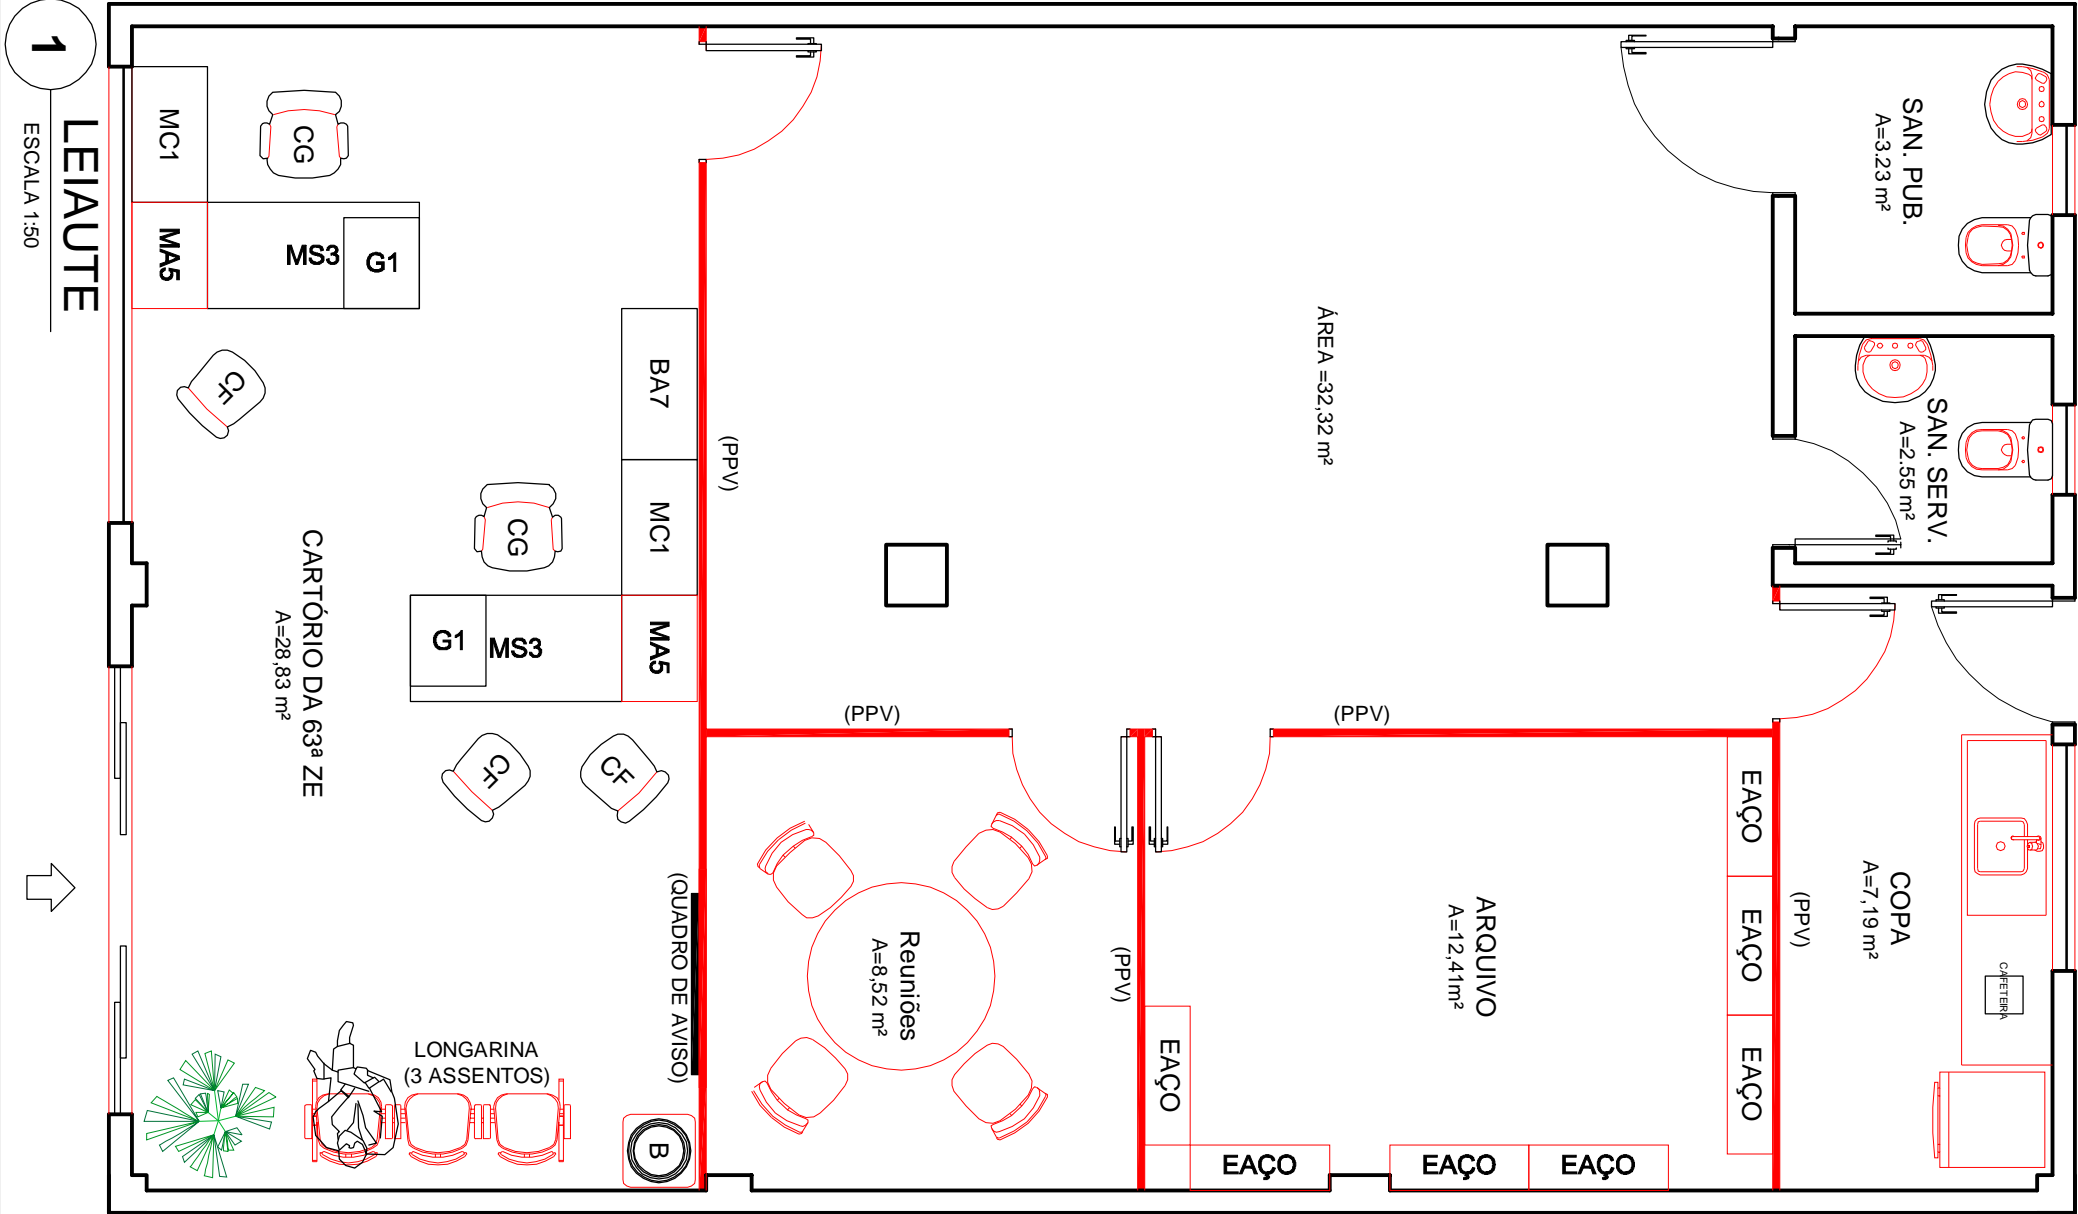 1
LEIAUTE
ESCALA 1:50
MC1
CG
MA5
MS3
G1
CF
BA7
MC1
CG
MA5
MS3
G1
CF
CF
CARTÓRIO DA 63ª ZE
A=28,83 m²
(PPV)
(QUADRO DE AVISO)
LONGARINA
(3 ASSENTOS)
B
ÁREA =32,32 m²
(PPV)
(PPV)
Reuniões
A=8,52 m²
(PPV)
ARQUIVO
A=12,41m²
EAÇO
EAÇO
EAÇO
EAÇO
EAÇO
EAÇO
EAÇO
(PPV)
SAN. PUB.
A=3.23 m²
SAN. SERV.
A=2.55 m²
COPA
A=7,19 m²
CAFETEIRA